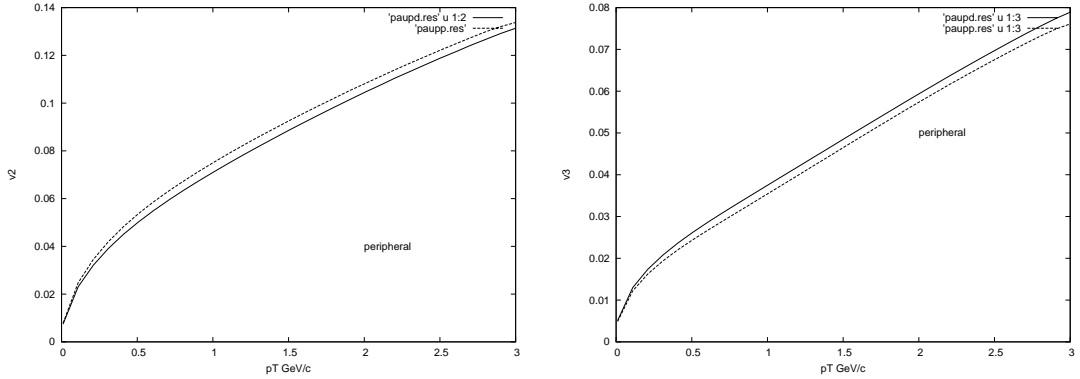 0.14
0.12
0.1
0.08
0.06
0.04
0.02
0
v2
'paupd.res' u 1:2
'paupp.res'
peripheral
0 0.5 1 1.5 2 2.5 3
pT GeV/c
0.08
0.07
0.06
0.05
0.04
0.03
0.02
0.01
0
v3
'paupd.res' u 1:3
'paupp.res' u 1:3
peripheral
0 0.5 1 1.5 2 2.5 3
pT GeV/c